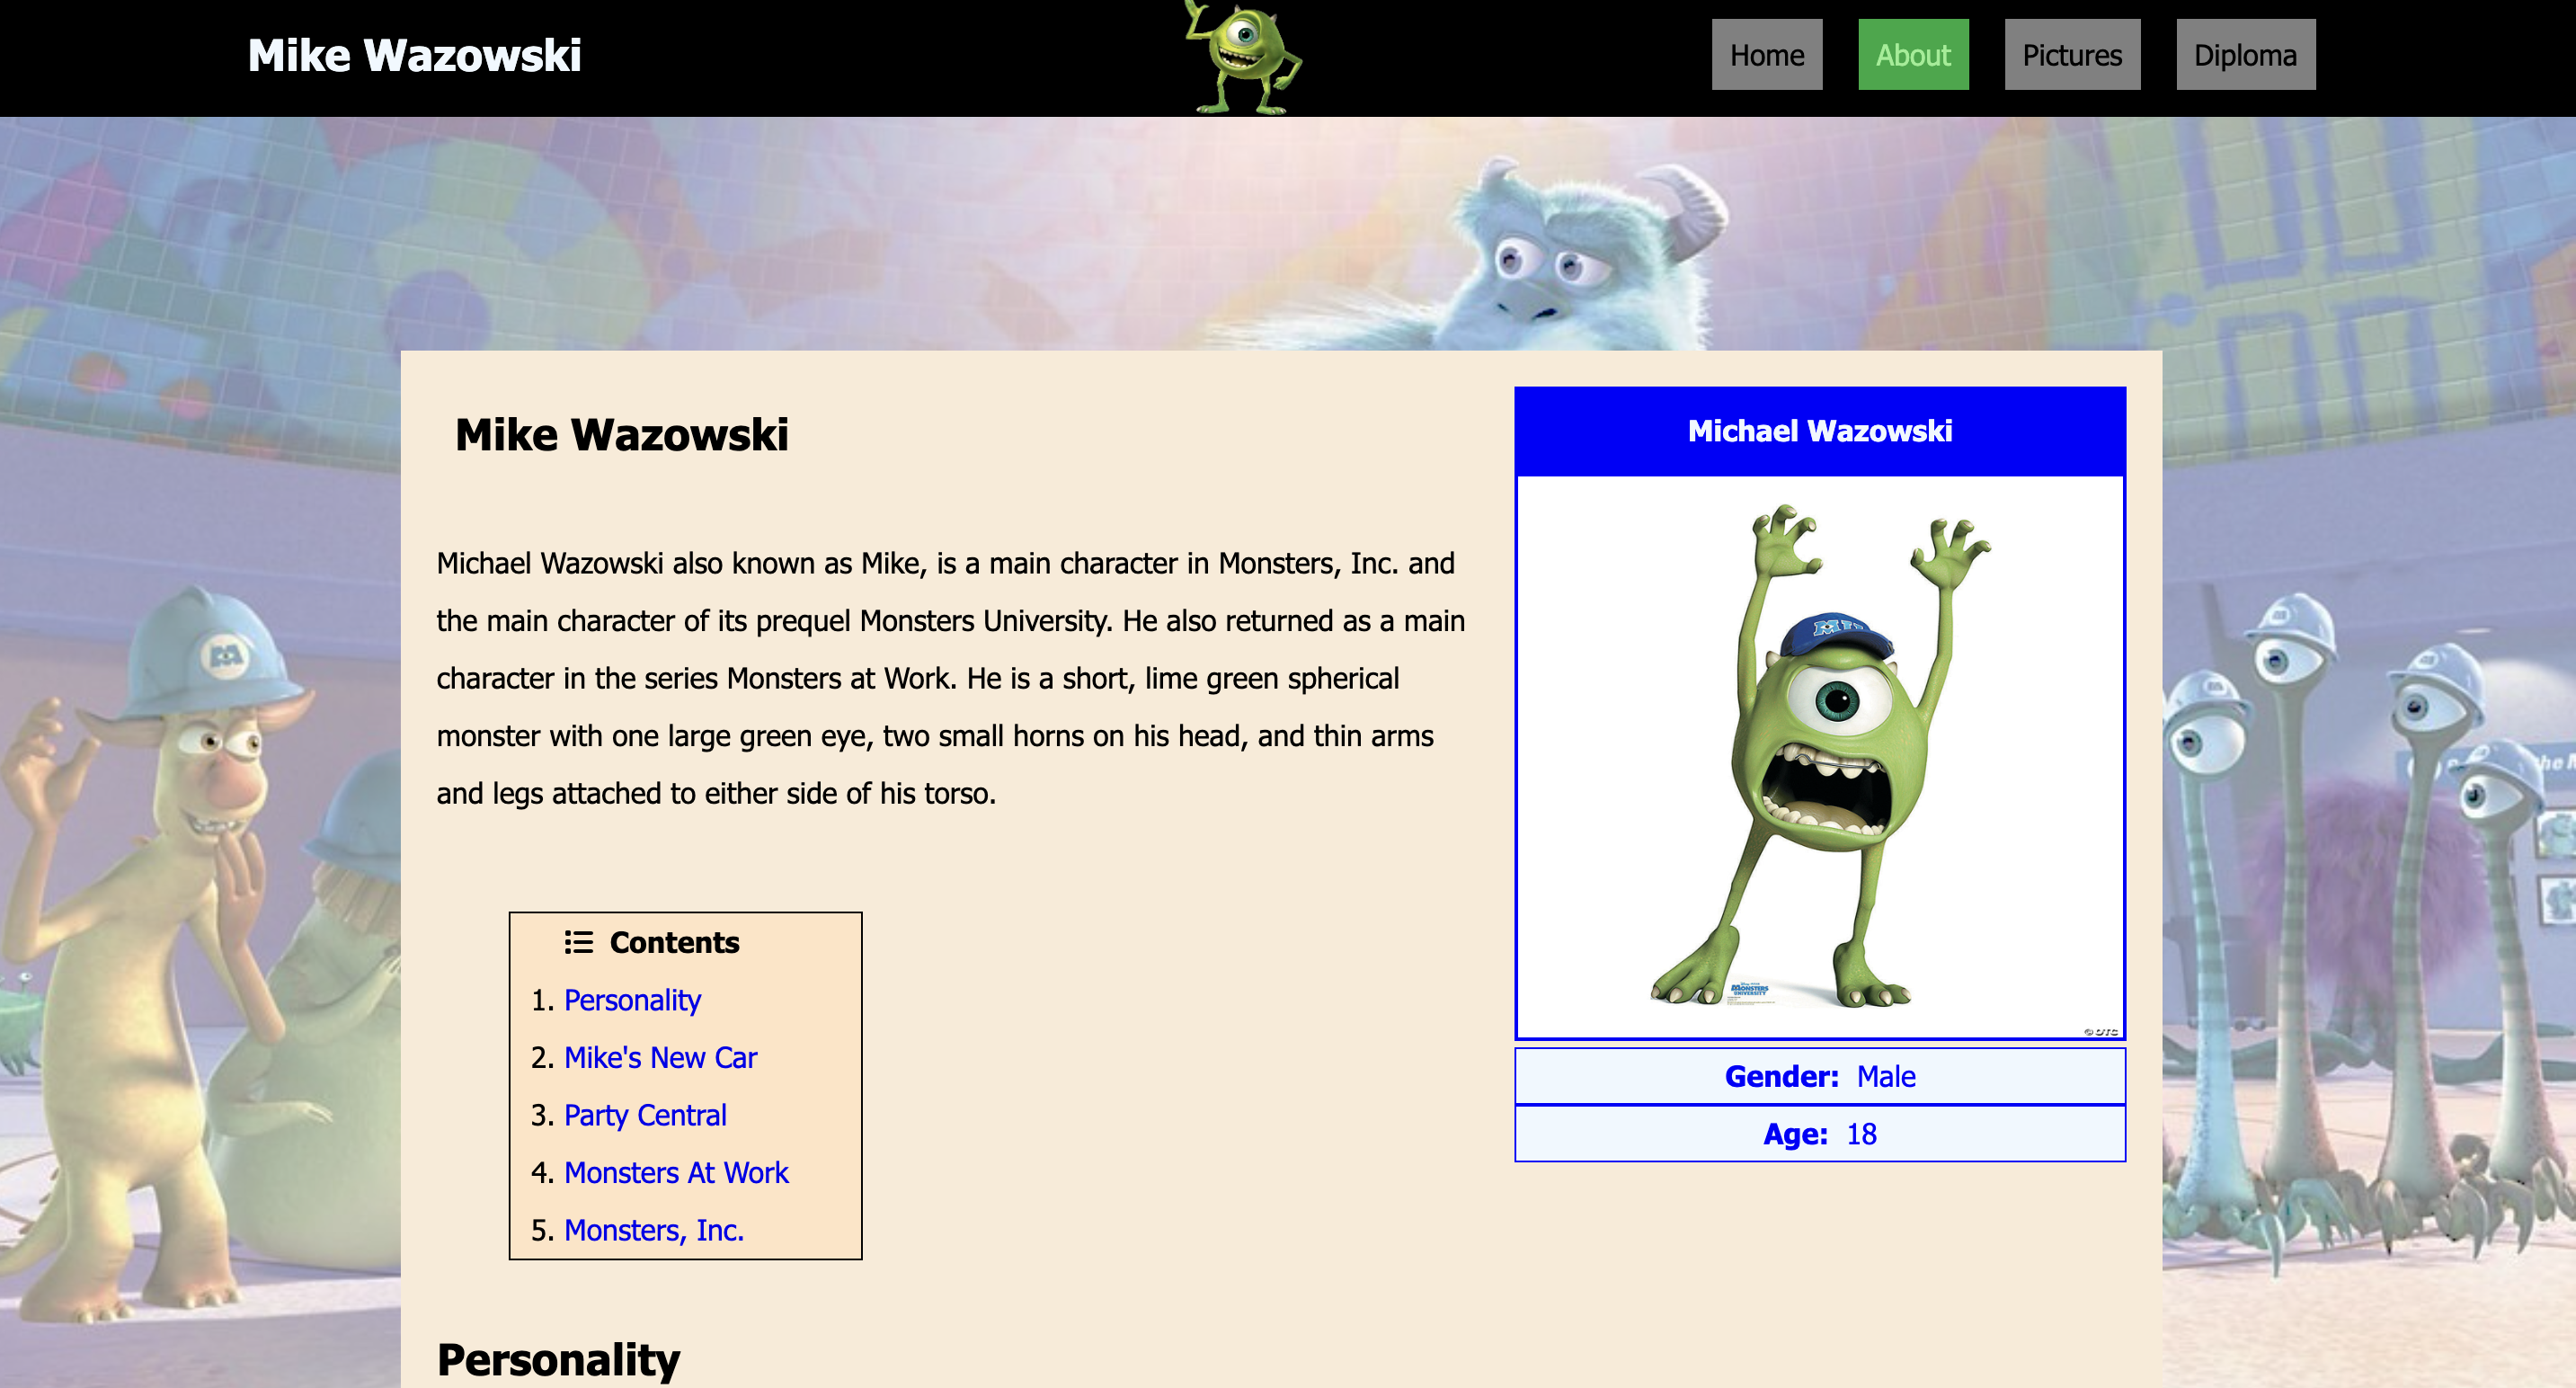 Mike Wazowski
Home
About
Pictures
Diploma
Mike Wazowski
Michael Wazowski also known as Mike, is a main character in Monsters, Inc. and
the main character of its prequel Monsters University. He also returned as a main
character in the series Monsters at Work. He is a short, lime green spherical
monster with one large green eye, two small horns on his head, and thin arms
and legs attached to either side of his torso.
Contents
1. Personality
2. Mike's New Car
3. Party Central
4. Monsters At Work
5. Monsters, Inc.
Personality
Michael Wazowski
MU
MONSTERS
UNIVERSITY
© OTC
Gender: Male
Age: 18